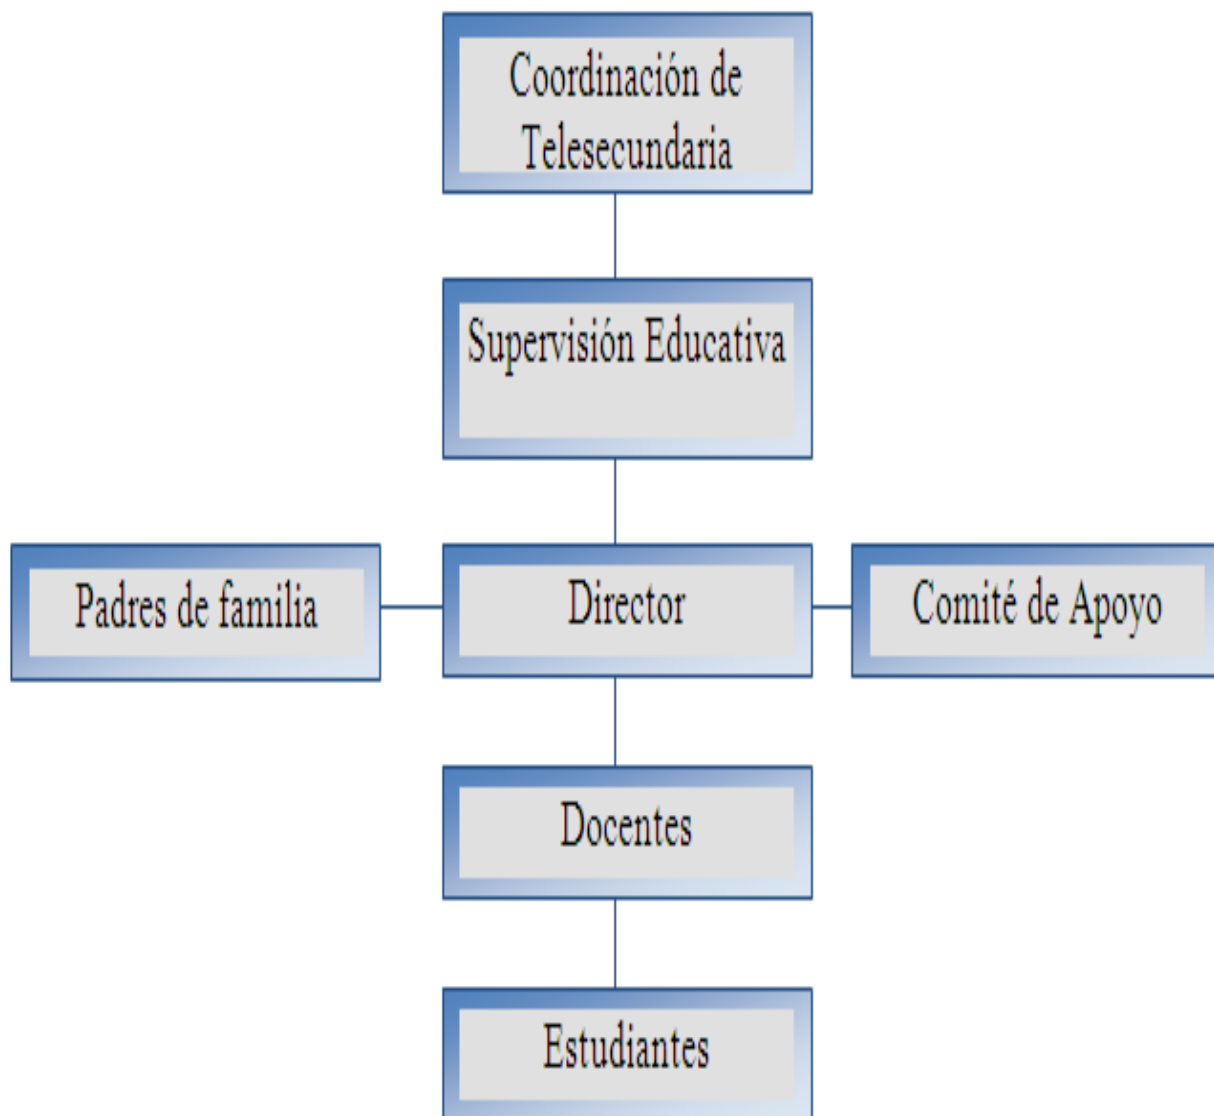 Coordinación de
Telesecundaria
Supervisión Educativa
Padres de familia
Director
Comité de Apoyo
Docentes
Estudiantes